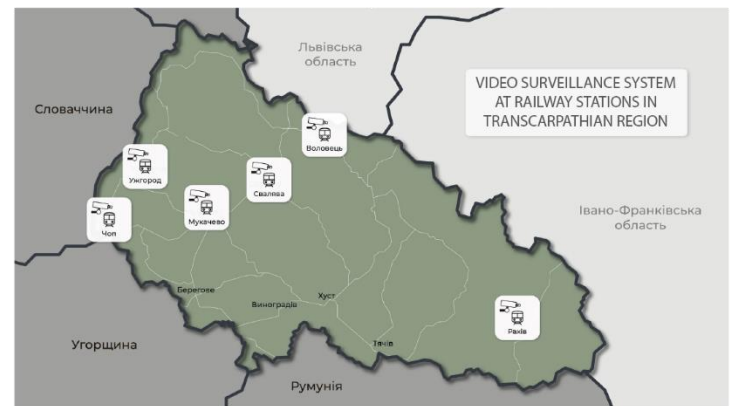 Львівська
область
VIDEO SURVEILLANCE SYSTEM
AT RAILWAY STATIONS IN
TRANSCARPATHIAN REGION
Словаччина
Воловець
Ужгород
Свалява
Мукачево
Чоп
Івано-Франківська
область
Берегове
Виноградів
Хуст
Рахів
Угорщина
Тячів
Румунія